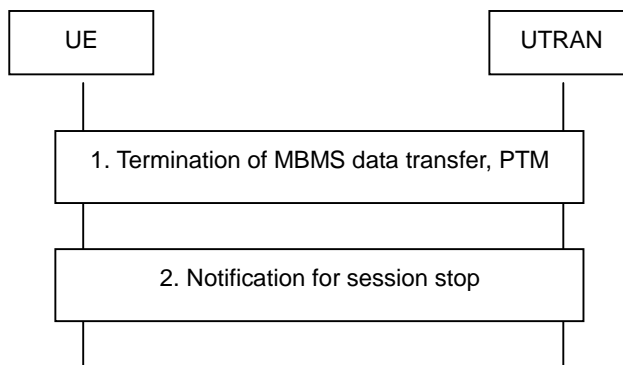 UE
UTRAN
1. Termination of MBMS data transfer, PTM
2. Notification for session stop